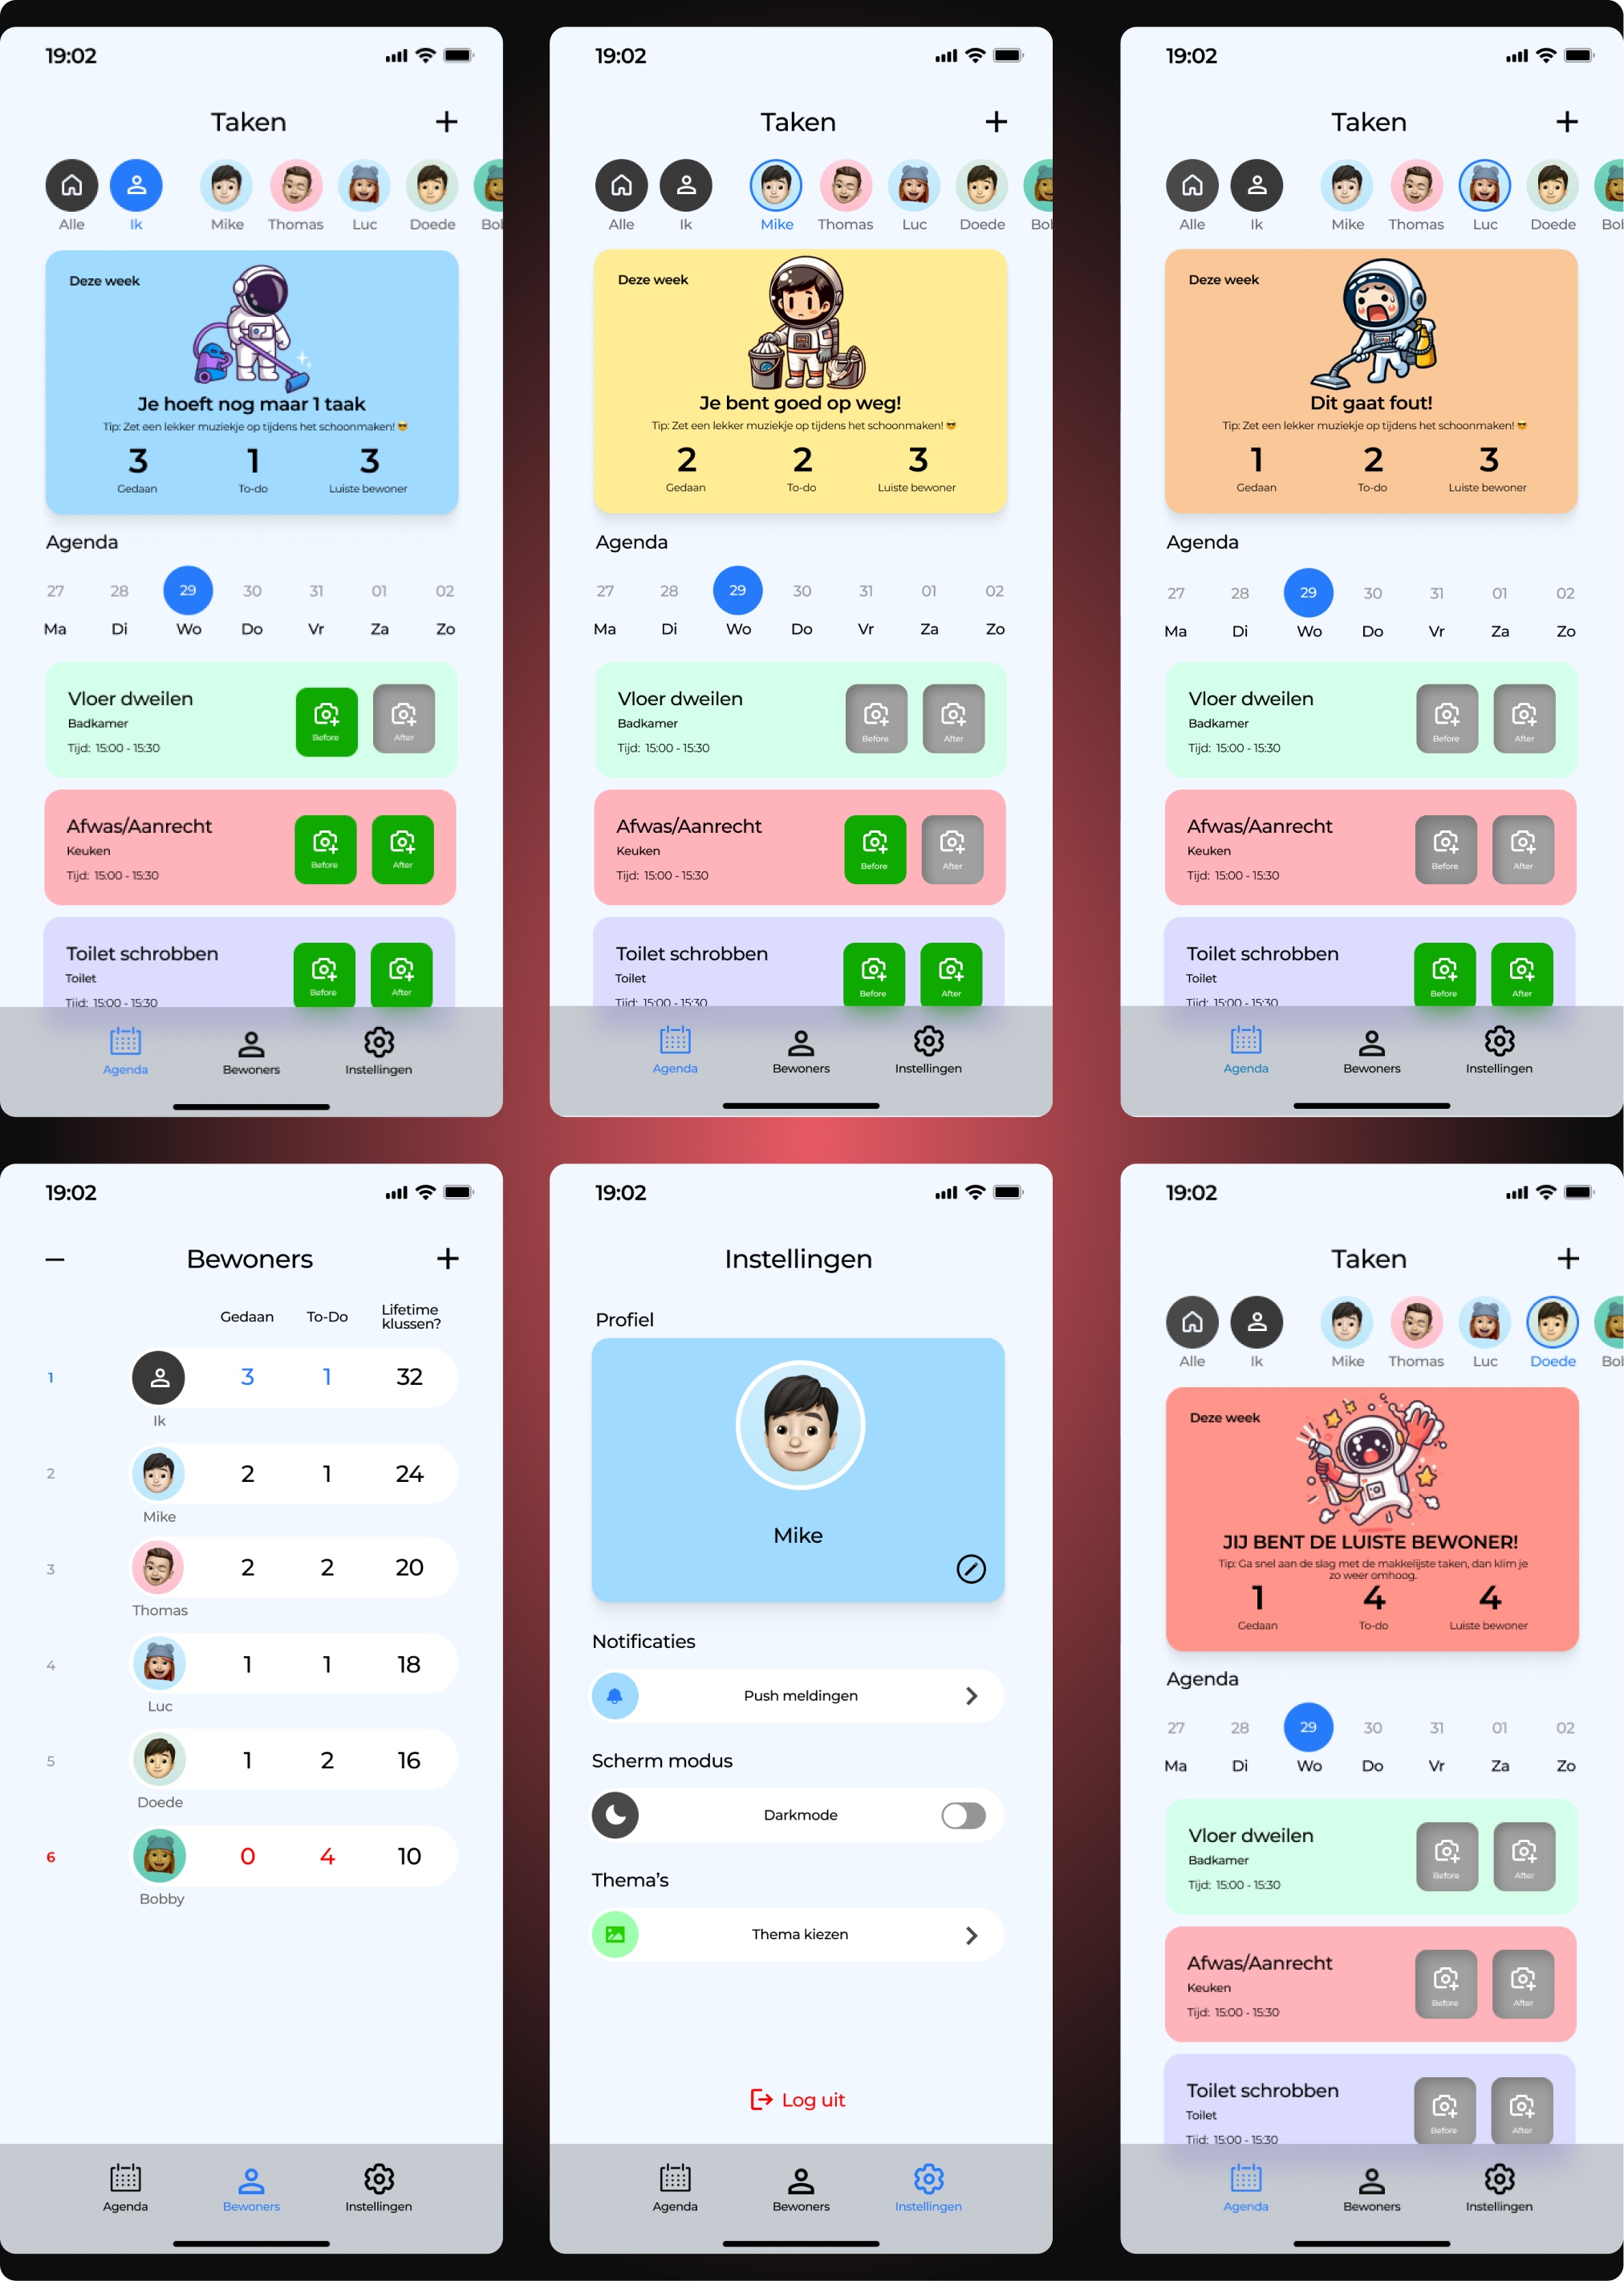 19:02
Taken
Alle
Ik
Mike
Thomas
Luc
Doede
Bol
Deze week
Je hoeft nog maar 1 taak
Tip: Zet een lekker muziekje op tijdens het schoonmaken! 😎
3 1 3
Gedaan To-do Luiste bewoner
Agenda
27 28 29 30 31 01 02
Ma Di Wo Do Vr Za Zo
Vloer dweilen
Badkamer
Tijd: 15:00 - 15:30
Before After
Afwas/Aanrecht
Keuken
Tijd: 15:00 - 15:30
Before After
Toilet schrobben
Toilet
Tijd: 15:00 - 15:30
Before After
Agenda Bewoners Instellingen
19:02
Taken
Alle
Ik
Mike
Thomas
Luc
Doede
Bol
Deze week
Je bent goed op weg!
Tip: Zet een lekker muziekje op tijdens het schoonmaken! 😎
2 2 3
Gedaan To-do Luiste bewoner
Agenda
27 28 29 30 31 01 02
Ma Di Wo Do Vr Za Zo
Vloer dweilen
Badkamer
Tijd: 15:00 - 15:30
Before After
Afwas/Aanrecht
Keuken
Tijd: 15:00 - 15:30
Before After
Toilet schrobben
Toilet
Tijd: 15:00 - 15:30
Before After
Agenda Bewoners Instellingen
19:02
Taken
Alle
Ik
Mike
Thomas
Luc
Doede
Bol
Deze week
Dit gaat fout!
Tip: Zet een lekker muziekje op tijdens het schoonmaken! 😎
1 2 3
Gedaan To-do Luiste bewoner
Agenda
27 28 29 30 31 01 02
Ma Di Wo Do Vr Za Zo
Vloer dweilen
Badkamer
Tijd: 15:00 - 15:30
Before After
Afwas/Aanrecht
Keuken
Tijd: 15:00 - 15:30
Before After
Toilet schrobben
Toilet
Tijd: 15:00 - 15:30
Before After
Agenda Bewoners Instellingen
19:02
Bewoners
Gedaan To-Do Lifetime
klussen?
1 3 1 32
Ik
2 2 1 24
Mike
3 2 2 20
Thomas
4 1 1 18
Luc
5 1 2 16
Doede
6 0 4 10
Bobby
Agenda Bewoners Instellingen
19:02
Instellingen
Profiel
Mike
Notificaties
Push meldingen
Scherm modus
Darkmode
Thema's
Thema kiezen
Log uit
Agenda Bewoners Instellingen
19:02
Taken
Alle
Ik
Mike
Thomas
Luc
Doede
Bol
Deze week
JIJ BENT DE LUISTE BEWONER!
Tip: Ga snel aan de slag met de makkelijste taken, dan klim je
zo weer omhoog.
1 4 4
Gedaan To-do Luiste bewoner
Agenda
27 28 29 30 31 01 02
Ma Di Wo Do Vr Za Zo
Vloer dweilen
Badkamer
Tijd: 15:00 - 15:30
Before After
Afwas/Aanrecht
Keuken
Tijd: 15:00 - 15:30
Before After
Toilet schrobben
Toilet
Tijd: 15:00 - 15:30
Before After
Agenda Bewoners Instellingen